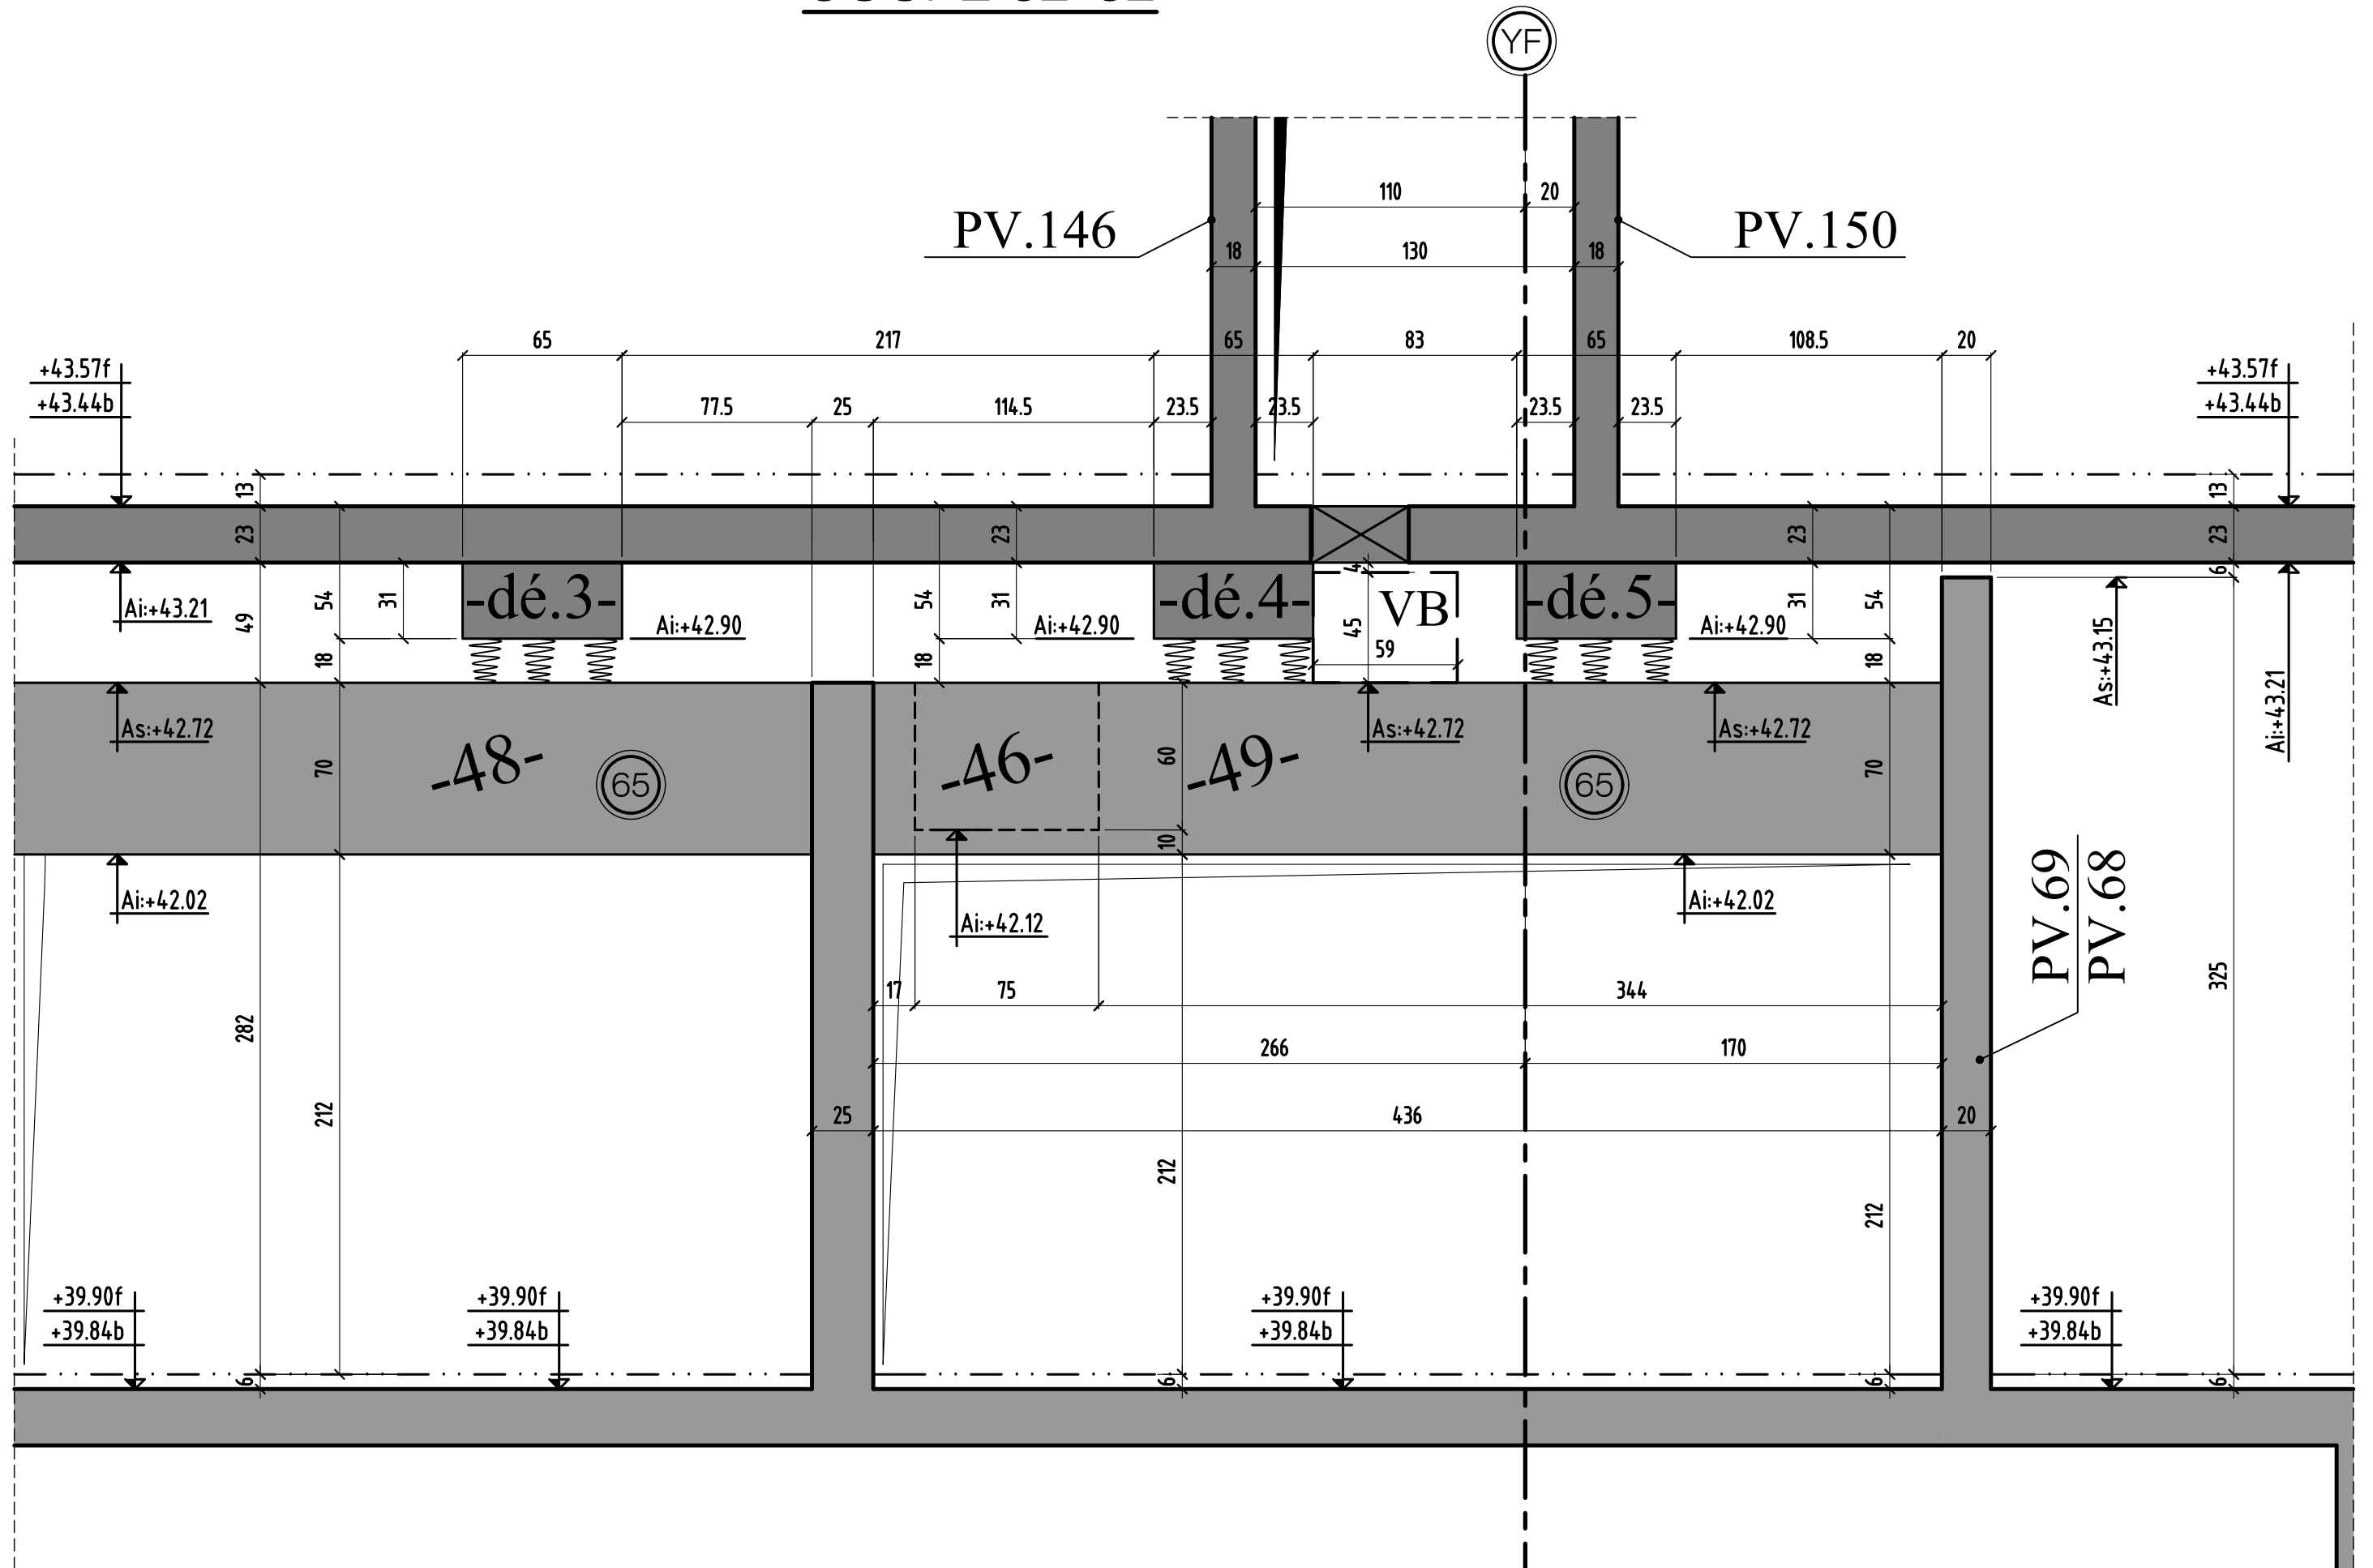 YF
110 20
PV.146
PV.150
18 130 18
65 217 65 83 65 108.5 20
+43.57f
+43.44b
+43.57f
+43.44b
77.5 25 114.5 23.5 23.5 23.5 23.5
13
13
23
23
23
23
-dé.3-
-dé.4-
VB
-dé.5-
4
6
Ai:+43.21
49
54
31
Ai:+42.90
54
31
Ai:+42.90
45
59
Ai:+42.90
31
54
As:+43.15
Ai:+43.21
18
18
18
As:+42.72
As:+42.72
As:+42.72
70
-48-
65
-46-
60
-49-
65
70
10
Ai:+42.02
Ai:+42.12
Ai:+42.02
PV.69
PV.68
17 75 344
325
282
266 170
212
25 436 20
212
212
+39.90f
+39.84b
+39.90f
+39.84b
+39.90f
+39.84b
+39.90f
+39.84b
6
6
6
6